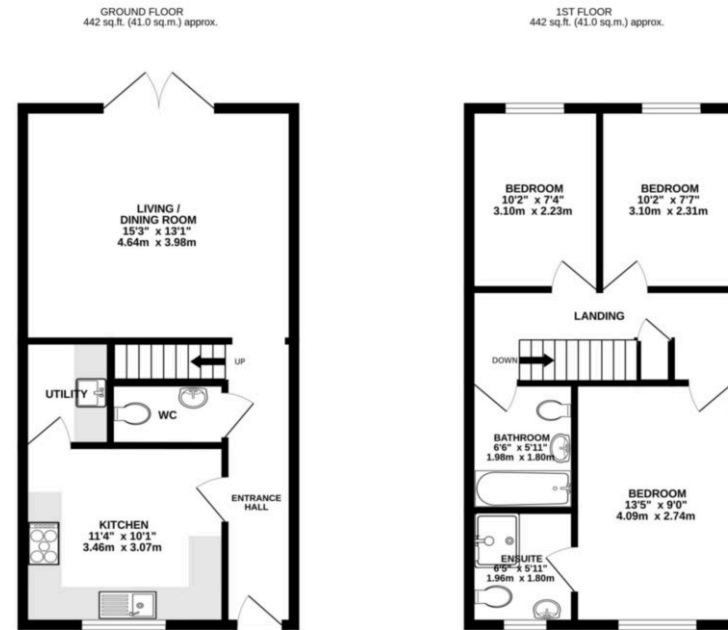 GROUND FLOOR
442 sq.ft. (41.0 sq.m.) approx.
LIVING /
DINING ROOM
15'3" x 13'1"
4.64m x 3.98m
UP
UTILITY
WC
KITCHEN
11'4" x 10'1"
3.46m x 3.07m
ENTRANCE
HALL
1ST FLOOR
442 sq.ft. (41.0 sq.m.) approx.
BEDROOM
10'2" x 7'4"
3.10m x 2.23m
BEDROOM
10'2" x 7'7"
3.10m x 2.31m
LANDING
DOWN
BATHROOM
6'6" x 5'11"
1.98m x 1.80m
BEDROOM
13'5" x 9'0"
4.09m x 2.74m
ENSUITE
6'5" x 5'11"
1.96m x 1.80m